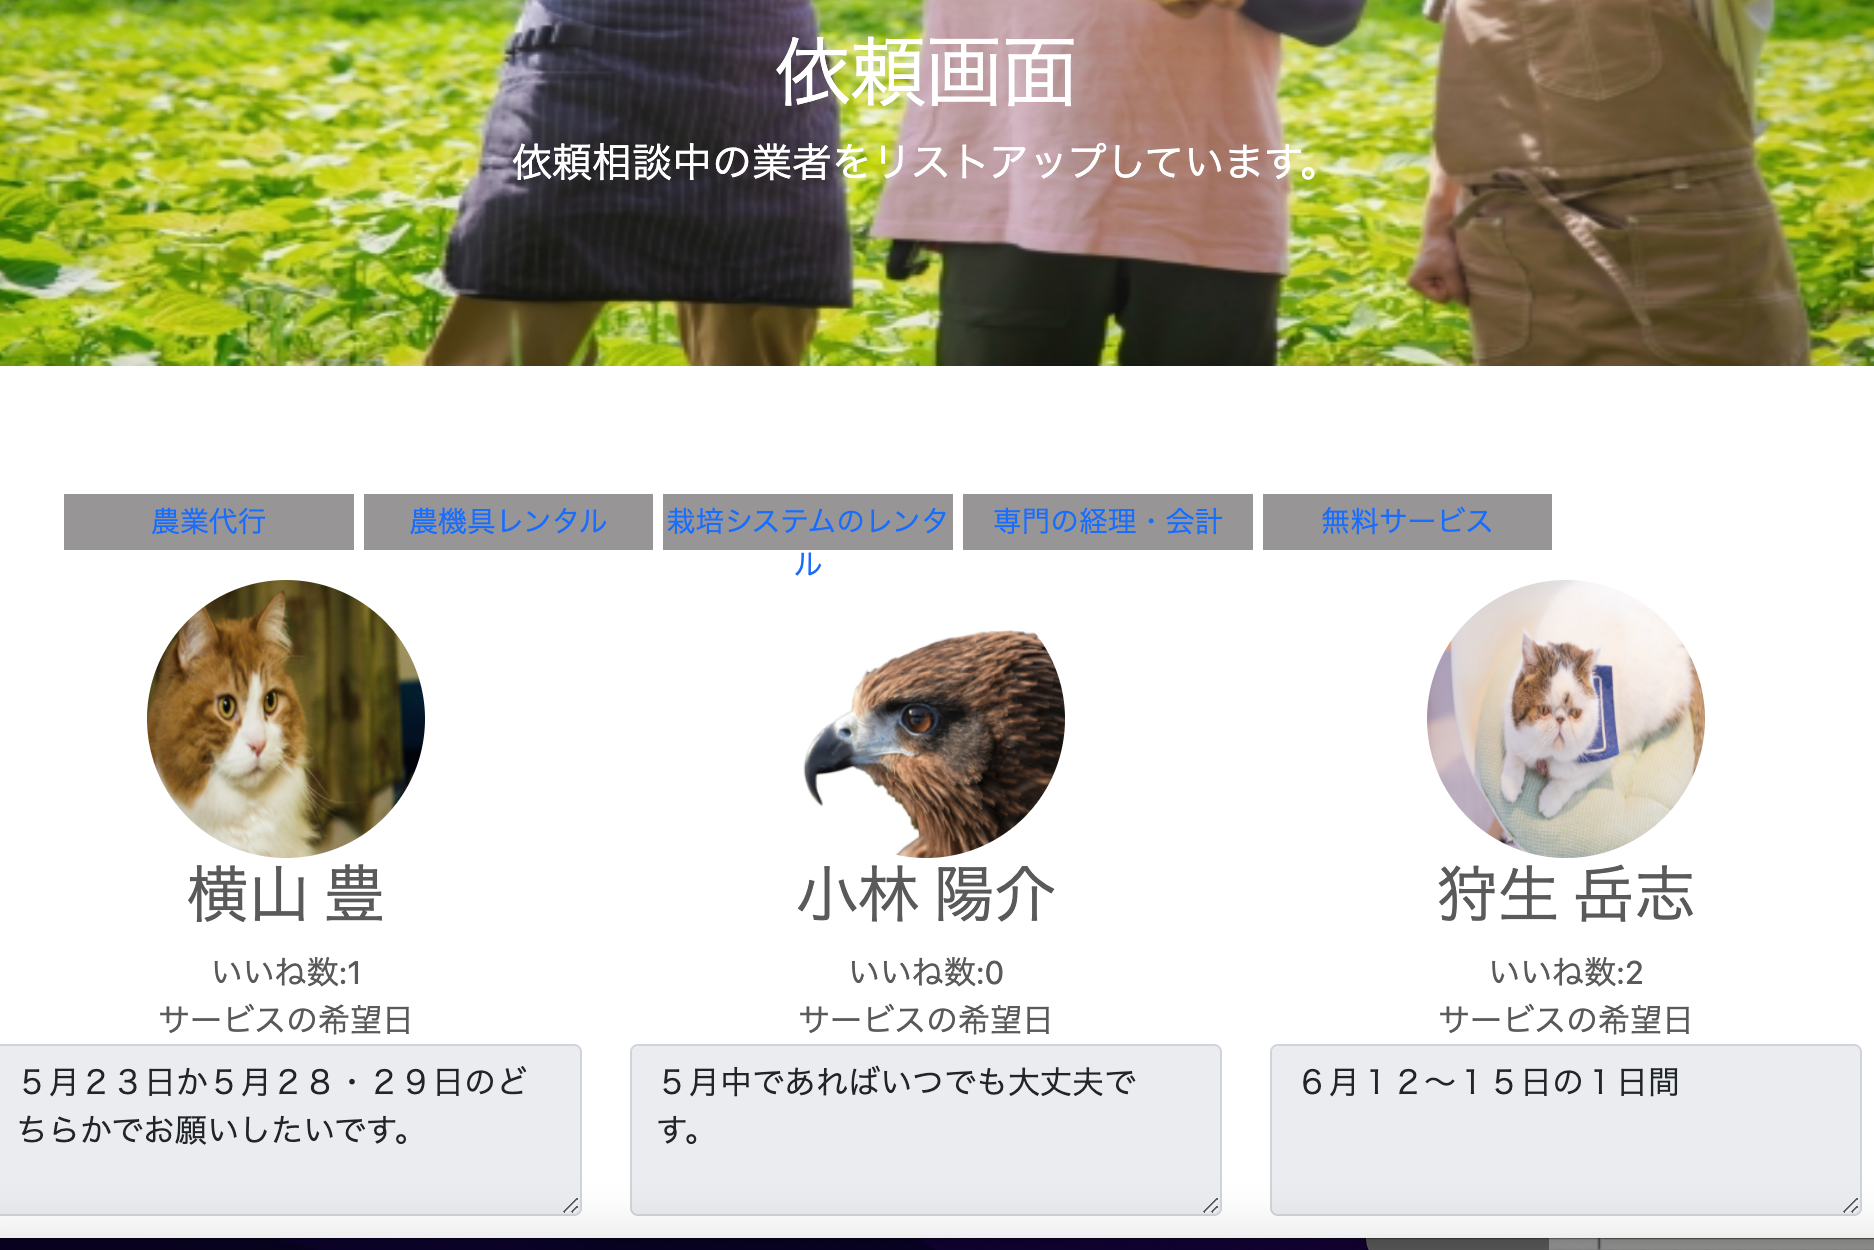 依頼画面
依頼相談中の業者をリストアップしています。
農業代行
農機具レンタル
栽培システムのレンタ
ル
専門の経理・会計
無料サービス
横山 豊
いいね数:1
サービスの希望日
５月２３日か５月２８・２９日のど
ちらかでお願いしたいです。
小林 陽介
いいね数:0
サービスの希望日
５月中であればいつでも大丈夫で
す。
狩生 岳志
いいね数:2
サービスの希望日
６月１２〜１５日の１日間